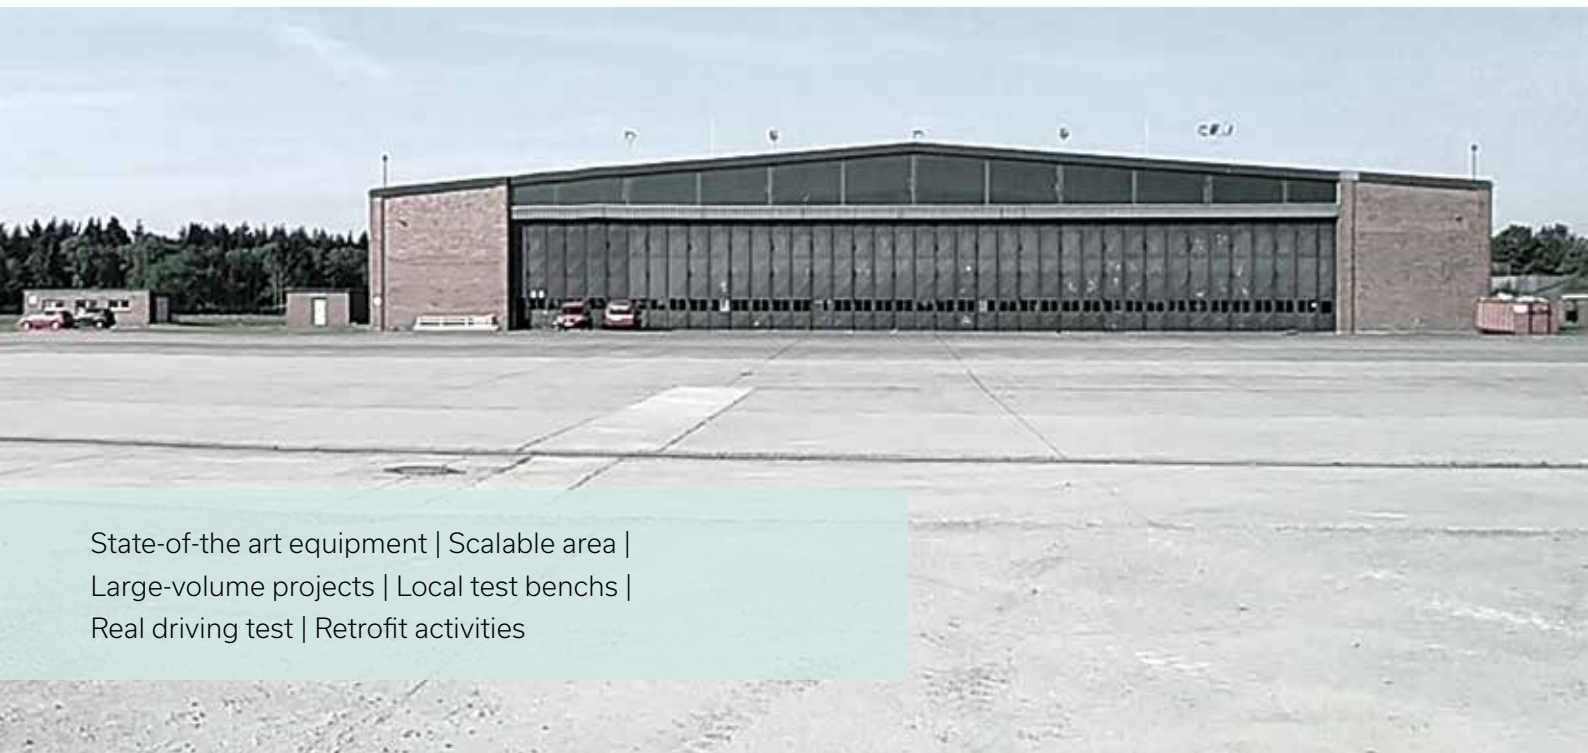 State-of-the art equipment | Scalable area |
Large-volume projects | Local test benchs |
Real driving test | Retrofit activities